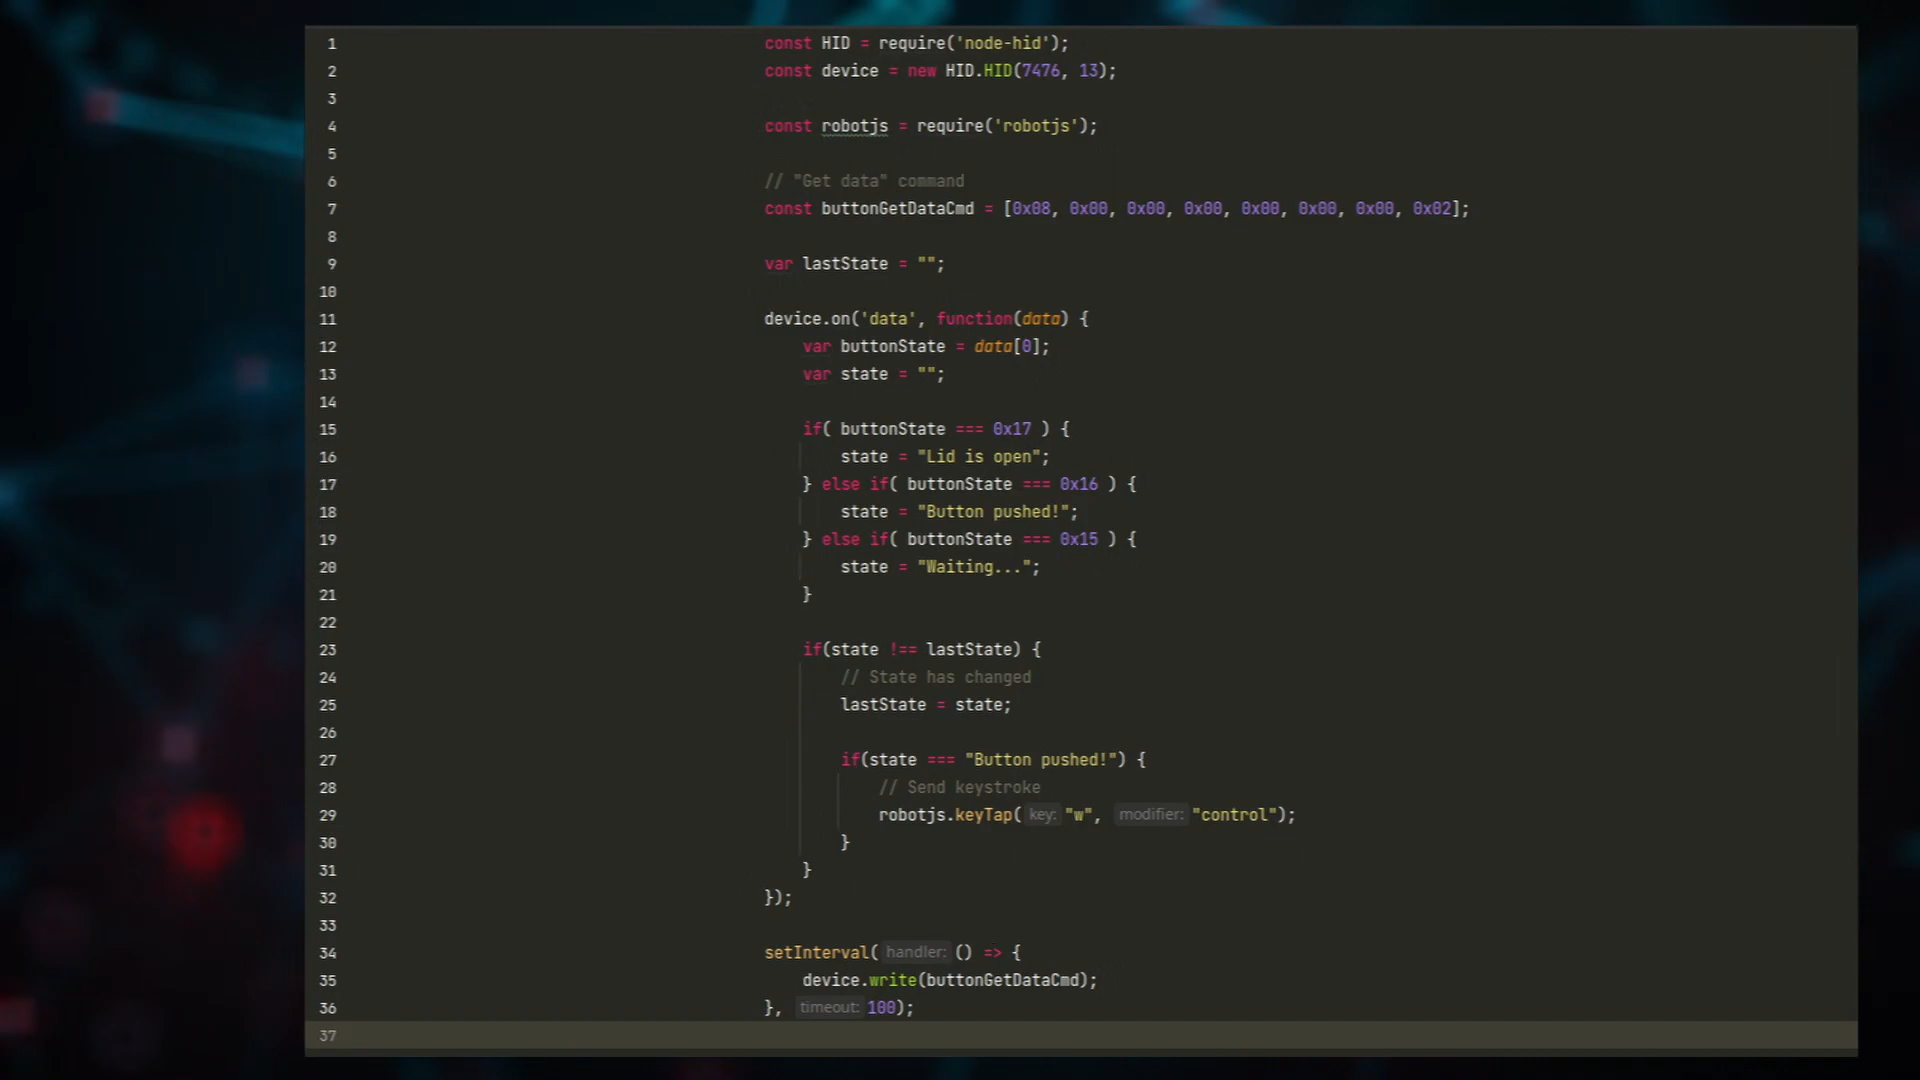 1 const HID = require('node-hid');
2 const device = new HID.HID(7476, 13);
3
4 const robotjs = require('robotjs');
5
6 // "Get data" command
7 const buttonGetDataCmd = [0x08, 0x00, 0x00, 0x00, 0x00, 0x00, 0x00, 0x02];
8
9 var lastState = "";
10
11 device.on('data', function(data) {
12 var buttonState = data[0];
13 var state = "";
14
15 if( buttonState === 0x17 ) {
16 state = "Lid is open";
17 } else if( buttonState === 0x16 ) {
18 state = "Button pushed!";
19 } else if( buttonState === 0x15 ) {
20 state = "Waiting...";
21 }
22
23 if(state !== lastState) {
24 // State has changed
25 lastState = state;
26
27 if(state === "Button pushed!") {
28 // Send keystroke
29 robotjs.keyTap( key: "w", modifier: "control");
30 }
31 }
32 });
33
34 setInterval( handler: () => {
35 device.write(buttonGetDataCmd);
36 }, timeout: 100);
37